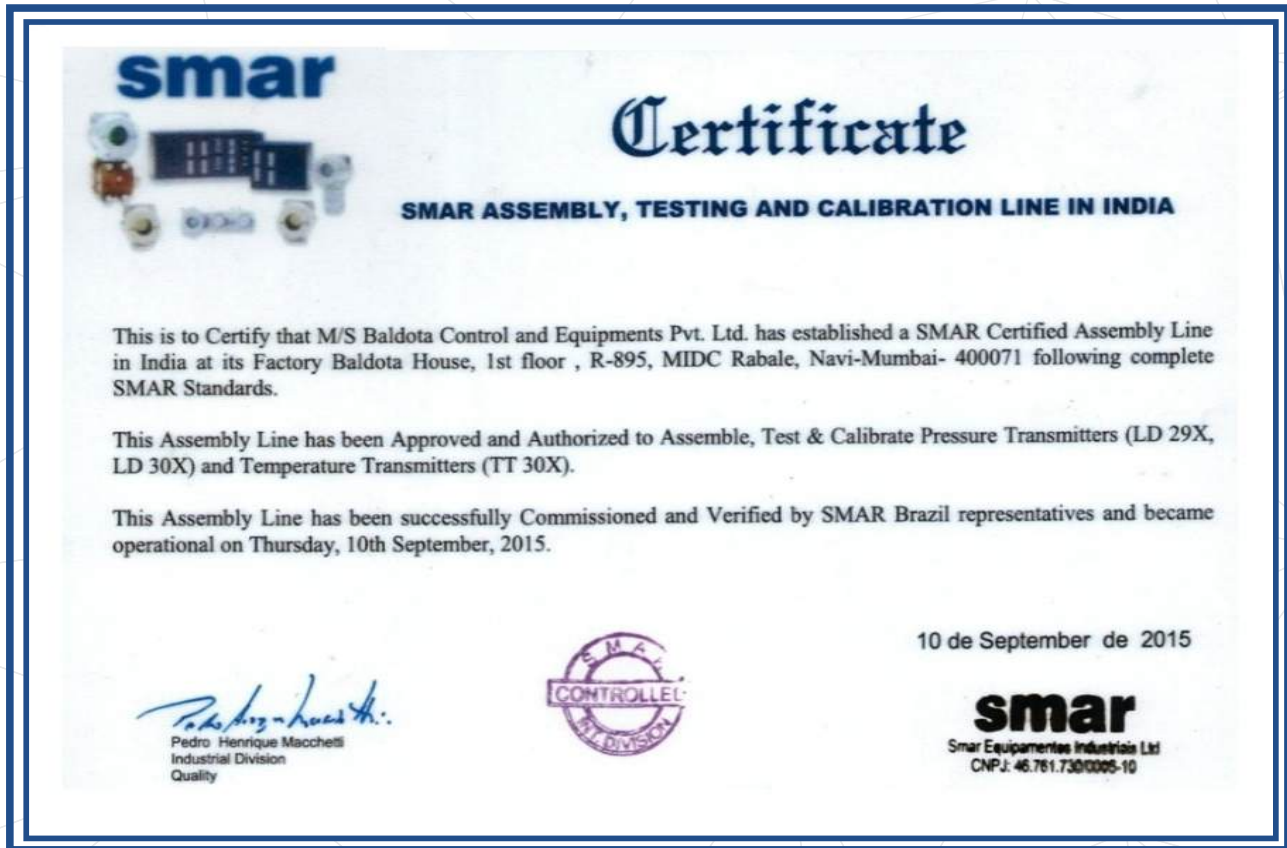 smar
Certificate
SMAR ASSEMBLY, TESTING AND CALIBRATION LINE IN INDIA
This is to Certify that M/S Baldota Control and Equipments Pvt. Ltd. has established a SMAR Certified Assembly Line
in India at its Factory Baldota House, 1st floor , R-895, MIDC Rabale, Navi-Mumbai- 400071 following complete
SMAR Standards.
This Assembly Line has been Approved and Authorized to Assemble, Test & Calibrate Pressure Transmitters (LD 29X,
LD 30X) and Temperature Transmitters (TT 30X).
This Assembly Line has been successfully Commissioned and Verified by SMAR Brazil representatives and became
operational on Thursday, 10th September, 2015.
10 de September de 2015
SMAR
CONTROLLED
INT. DIVISION
Pedro Henrique Macchetti
Industrial Division
Quality
smar
Smar Equipamentos Industriais Ltd
CNPJ: 46.761.730/0005-10